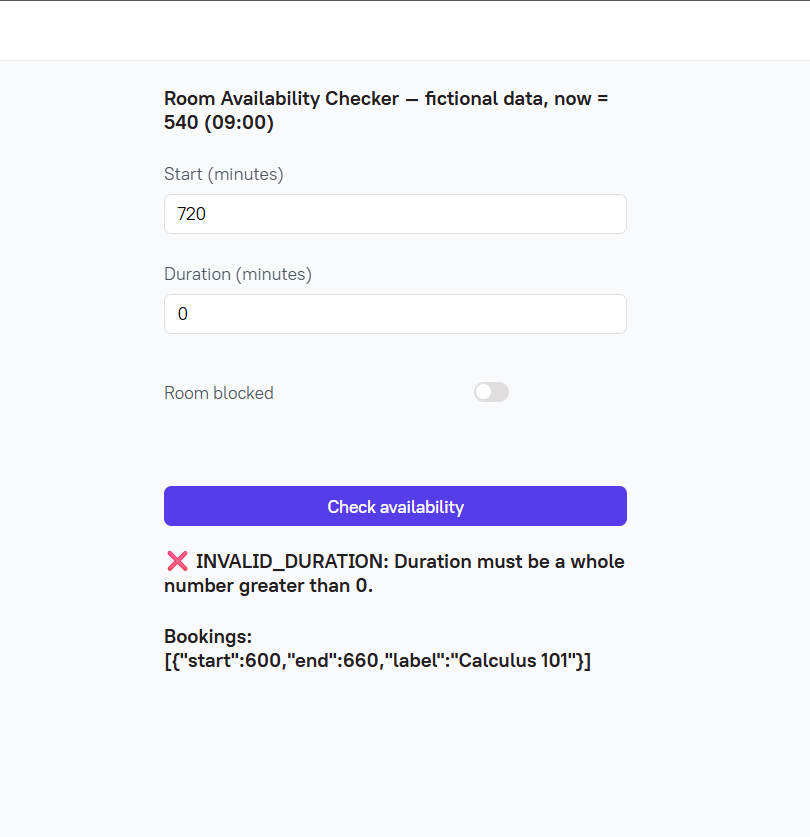 Room Availability Checker — fictional data, now =
540 (09:00)
Start (minutes)
720
Duration (minutes)
0
Room blocked
Check availability
❌ INVALID_DURATION: Duration must be a whole
number greater than 0.
Bookings:
[{"start":600,"end":660,"label":"Calculus 101"}]